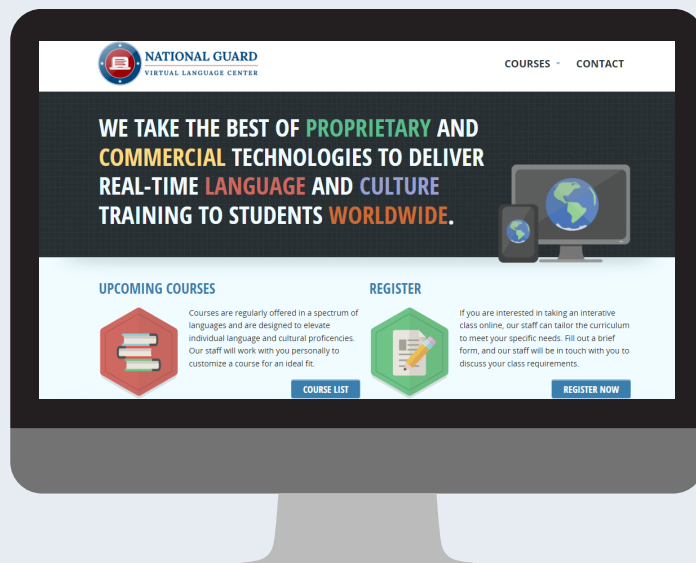 NATIONAL GUARD
VIRTUAL LANGUAGE CENTER
COURSES
CONTACT
WE TAKE THE BEST OF PROPRIETARY AND
COMMERCIAL TECHNOLOGIES TO DELIVER
REAL-TIME LANGUAGE AND CULTURE
TRAINING TO STUDENTS WORLDWIDE.
UPCOMING COURSES
Courses are regularly offered in a spectrum of
languages and are designed to elevate
individual language and cultural proficencies.
Our staff will work with you personally to
customize a course for an ideal fit.
COURSE LIST
REGISTER
If you are interested in taking an interative
class online, our staff can tailor the curriculum
to meet your specific needs. Fill out a brief
form, and our staff will be in touch with you to
discuss your class requirements.
REGISTER NOW